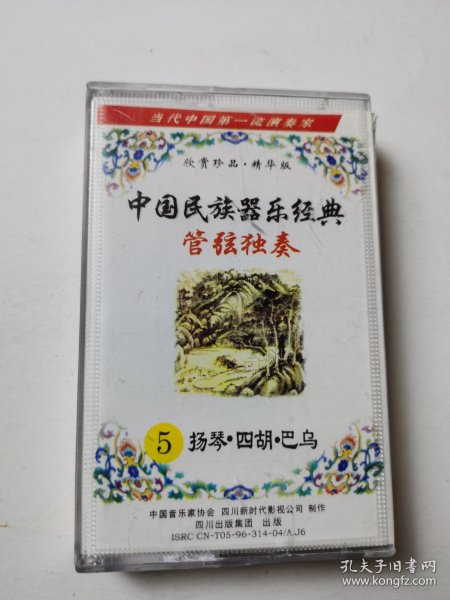 当代中国第一流演奏家
欣赏珍品·精华版
中国民族器乐经典
管弦独奏
5 扬琴·四胡·巴乌
中国音乐家协会 四川新时代影视公司 制作
四川出版集团 出版
ISRC CN-T05-96-314-04/A.J6
孔夫子旧书网
www.kongfz.com